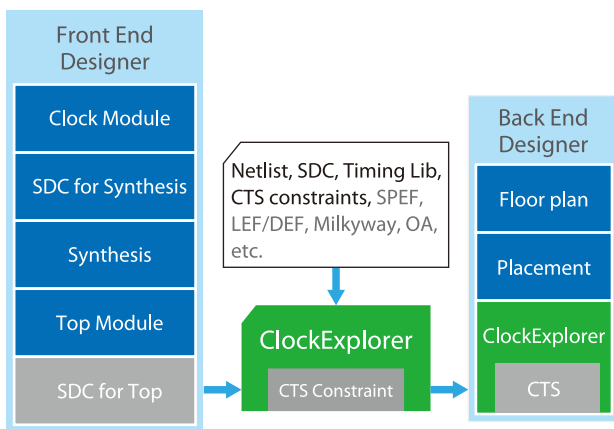 Front End
Designer
Clock Module
SDC for Synthesis
Synthesis
Top Module
SDC for Top
Netlist, SDC, Timing Lib,
CTS constraints, SPEF,
LEF/DEF, Milkyway, OA,
etc.
ClockExplorer
CTS Constraint
Back End
Designer
Floor plan
Placement
ClockExplorer
CTS